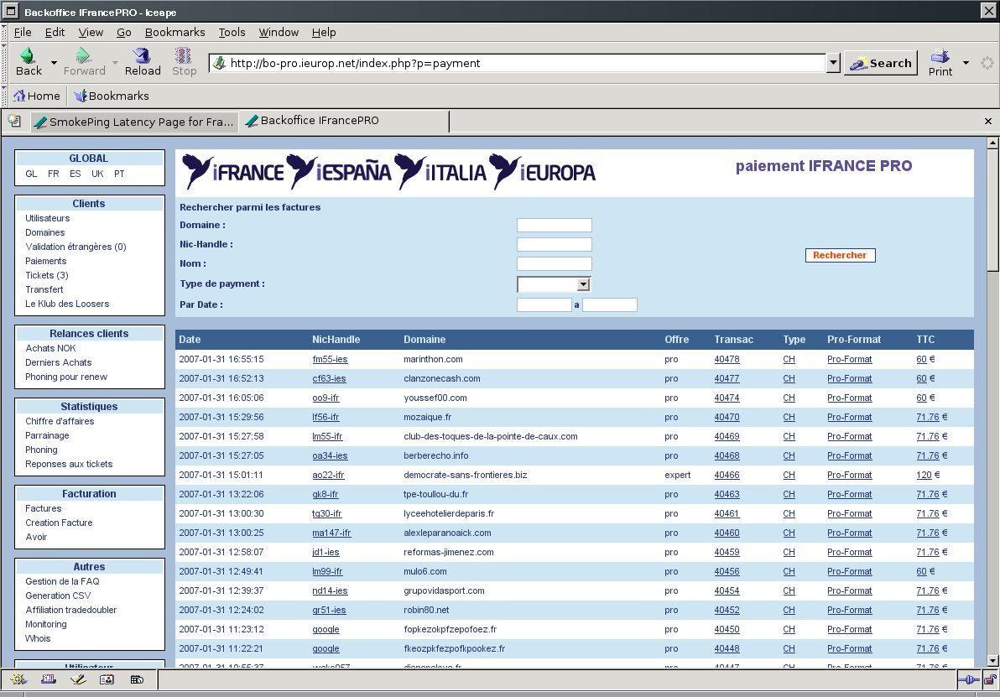 Backoffice IFrancePRO - Iceape
File Edit View Go Bookmarks Tools Window Help
Back Forward Reload Stop http://bo-pro.ieurop.net/index.php?p=payment Search Print
Home Bookmarks
SmokePing Latency Page for Fra... Backoffice IFrancePRO
GLOBAL
GL FR ES UK PT
Clients
Utilisateurs
Domaines
Validation étrangères (0)
Paiements
Tickets (3)
Transfert
Le Klub des Loosers
Relances clients
Achats NOK
Derniers Achats
Phoning pour renew
Statistiques
Chiffre d'affaires
Parrainage
Phoning
Reponses aux tickets
Facturation
Factures
Creation Facture
Avoir
Autres
Gestion de la FAQ
Generation CSV
Affiliation tradedoubler
Monitoring
Whois
Utilisateur
iFRANCE iESPAÑA iITALIA iEUROPA
paiement IFRANCE PRO
Rechercher parmi les factures
Domaine :
Nic-Handle :
Nom :
Type de payment :
Par Date : a
Rechercher
Date NicHandle Domaine Offre Transac Type Pro-Format TTC
2007-01-31 16:55:15 fm55-ies marinthon.com pro 40478 CH Pro-Format 60 €
2007-01-31 16:52:13 cf63-ies clanzonecash.com pro 40477 CH Pro-Format 60 €
2007-01-31 16:05:06 oo9-ifr youssef00.com pro 40474 CH Pro-Format 60 €
2007-01-31 15:29:56 lf56-ifr mozaique.fr pro 40470 CH Pro-Format 71.76 €
2007-01-31 15:27:58 lm55-ifr club-des-toques-de-la-pointe-de-caux.com pro 40469 CH Pro-Format 71.76 €
2007-01-31 15:27:05 oa34-ies berberecho.info pro 40468 CH Pro-Format 71.76 €
2007-01-31 15:01:11 ao22-ifr democrate-sans-frontieres.biz expert 40466 CH Pro-Format 120 €
2007-01-31 13:22:06 gk8-ifr tpe-toullou-du.fr pro 40463 CH Pro-Format 71.76 €
2007-01-31 13:00:30 tg30-ifr lyceehotelierdeparis.fr pro 40461 CH Pro-Format 71.76 €
2007-01-31 13:00:25 ma147-ifr alexleparanoaick.com pro 40460 CH Pro-Format 71.76 €
2007-01-31 12:58:07 jd1-ies reformas-jimenez.com pro 40459 CH Pro-Format 71.76 €
2007-01-31 12:49:41 lm99-ifr mulo6.com pro 40456 CH Pro-Format 60 €
2007-01-31 12:39:37 nd14-ies grupovidasport.com pro 40454 CH Pro-Format 71.76 €
2007-01-31 12:24:02 gr51-ies robin80.net pro 40452 CH Pro-Format 71.76 €
2007-01-31 11:23:12 google fopkezokpfzepofoez.fr pro 40450 CH Pro-Format 71.76 €
2007-01-31 11:22:21 google fkeozpkfezpofkpookez.fr pro 40448 CH Pro-Format 71.76 €
2007-01-31 10:55:37 pro 40447 CH Pro-Format 71.76 €